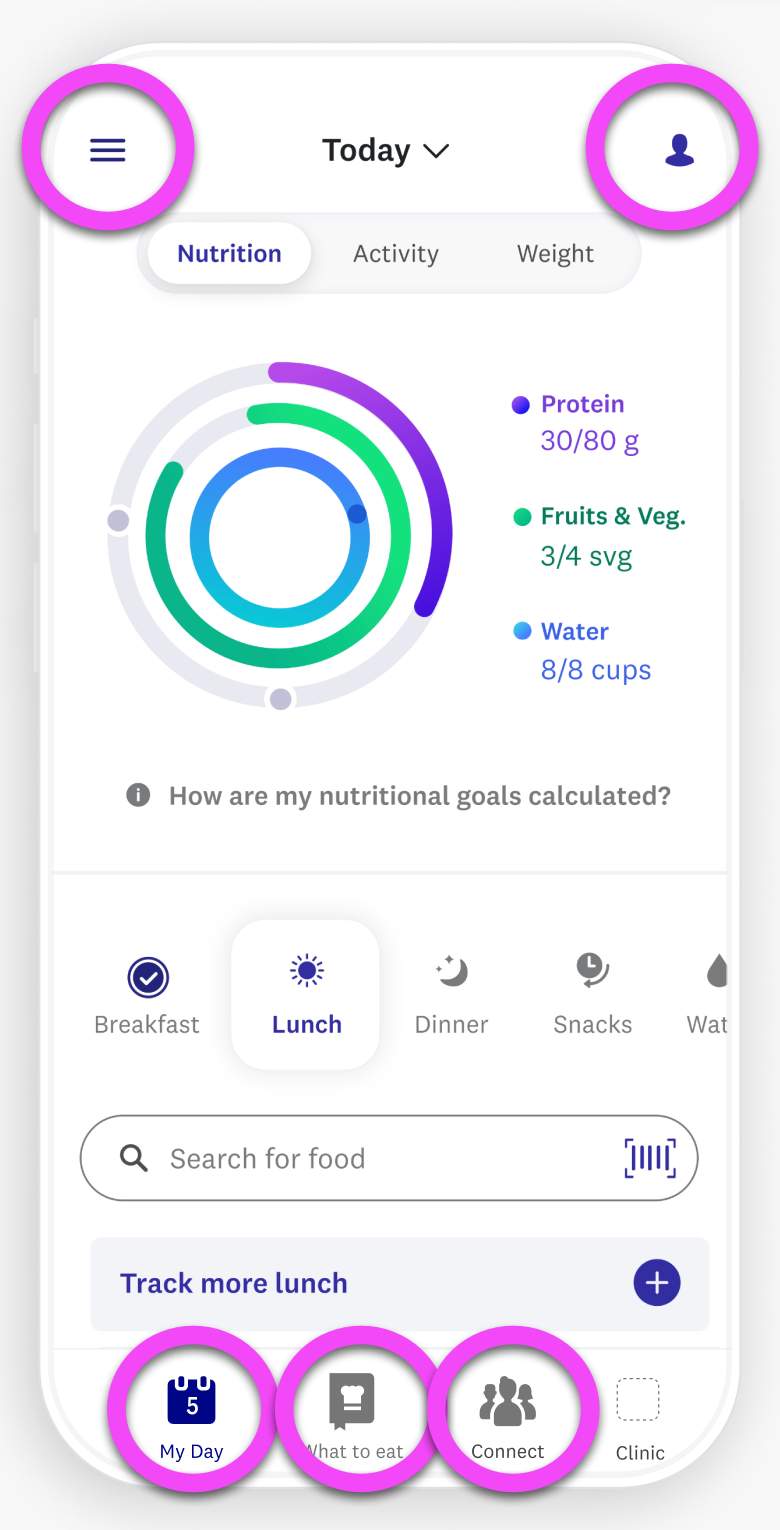 Today
Nutrition Activity Weight
Protein
30/80 g
Fruits & Veg.
3/4 svg
Water
8/8 cups
i How are my nutritional goals calculated?
Breakfast Lunch Dinner Snacks Wat
Search for food
Track more lunch
5
My Day What to eat Connect Clinic